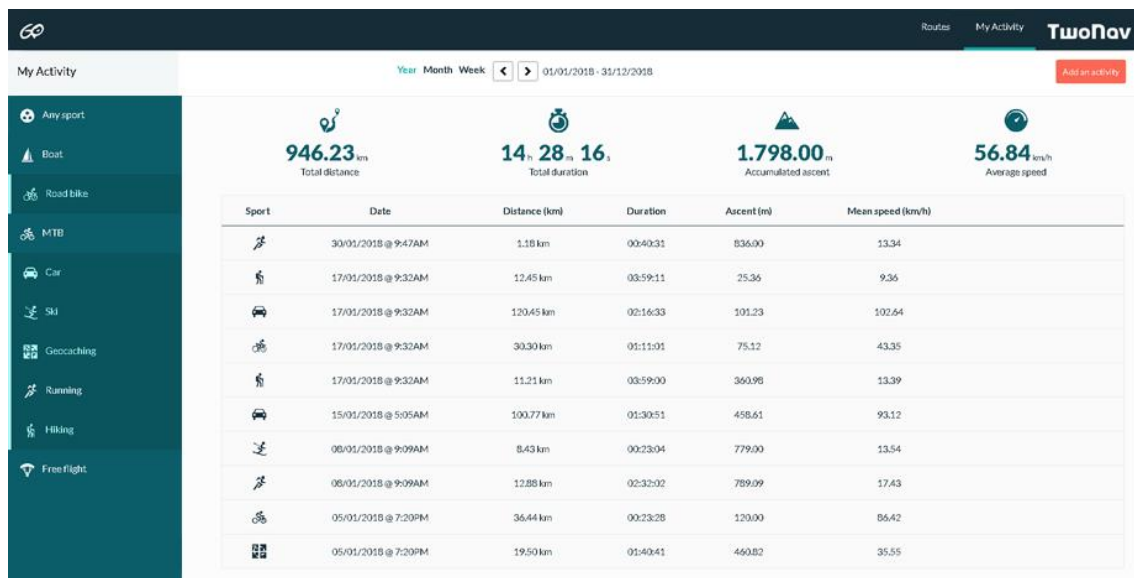 GO
Routes My Activity TwoNav
My Activity
Year Month Week 01/01/2018 - 31/12/2018
Add an activity
Any sport
Boat
Road bike
MTB
Car
Ski
Geocaching
Running
Hiking
Free flight
946.23 km 14h 28m 16s 1.798.00 m 56.84 km/h
Total distance Total duration Accumulated ascent Average speed
Sport Date Distance (km) Duration Ascent (m) Mean speed (km/h)
30/01/2018 @ 9:47AM 1.18 km 00:40:31 836.00 13.34
17/01/2018 @ 9:32AM 12.45 km 03:59:11 25.36 9.36
17/01/2018 @ 9:32AM 120.45 km 02:16:33 101.23 102.64
17/01/2018 @ 9:32AM 30.30 km 01:11:01 75.12 43.35
17/01/2018 @ 9:32AM 11.21 km 03:59:00 360.98 13.39
15/01/2018 @ 5:05AM 100.77 km 01:30:51 458.61 93.12
08/01/2018 @ 9:09AM 8.43 km 00:23:04 779.00 13.54
08/01/2018 @ 9:09AM 12.88 km 02:32:02 789.09 17.43
05/01/2018 @ 7:20PM 36.44 km 00:23:28 120.00 86.42
05/01/2018 @ 7:20PM 19.50 km 01:40:41 460.82 35.55